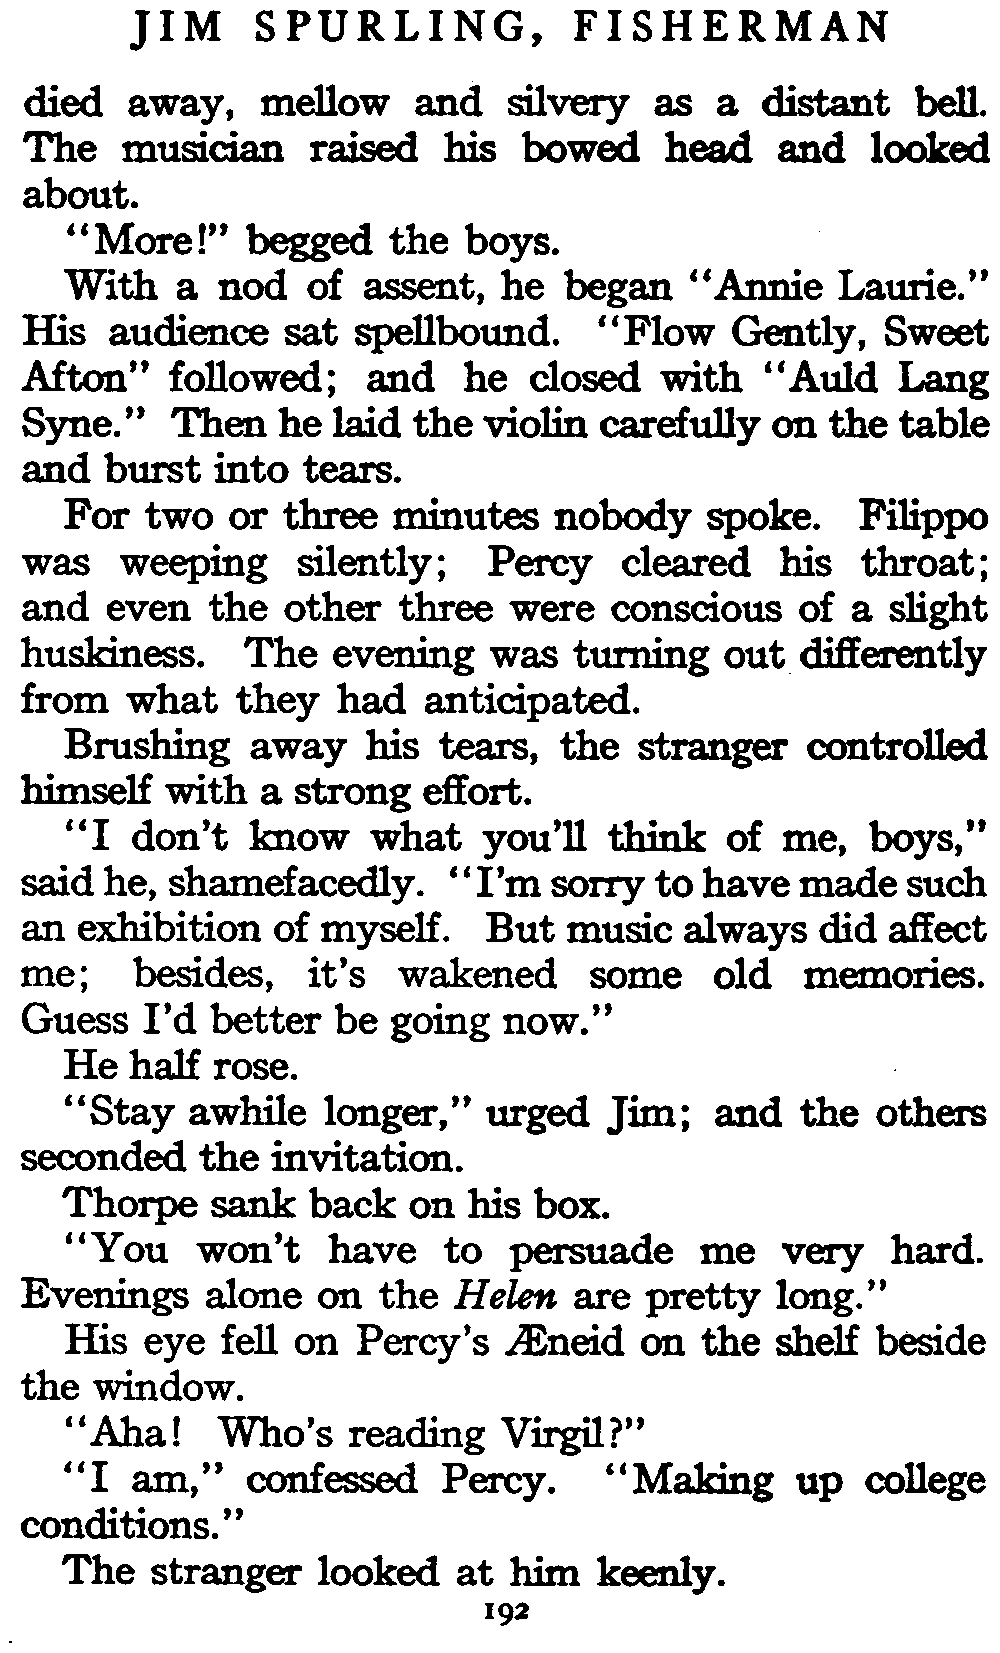 JIM SPURLING, FISHERMAN
died away, mellow and silvery as a distant bell.
The musician raised his bowed head and looked
about.
“More!” begged the boys.
With a nod of assent, he began “Annie Laurie.”
His audience sat spellbound. “Flow Gently, Sweet
Afton” followed; and he closed with “Auld Lang
Syne.” Then he laid the violin carefully on the table
and burst into tears.
For two or three minutes nobody spoke. Filippo
was weeping silently; Percy cleared his throat;
and even the other three were conscious of a slight
huskiness. The evening was turning out differently
from what they had anticipated.
Brushing away his tears, the stranger controlled
himself with a strong effort.
“I don't know what you'll think of me, boys,”
said he, shamefacedly. “I'm sorry to have made such
an exhibition of myself. But music always did affect
me; besides, it's wakened some old memories.
Guess I'd better be going now.”
He half rose.
“Stay awhile longer,” urged Jim; and the others
seconded the invitation.
Thorpe sank back on his box.
“You won't have to persuade me very hard.
Evenings alone on the Helen are pretty long.”
His eye fell on Percy's Æneid on the shelf beside
the window.
“Aha! Who's reading Virgil?”
“I am,” confessed Percy. “Making up college
conditions.”
The stranger looked at him keenly.
192